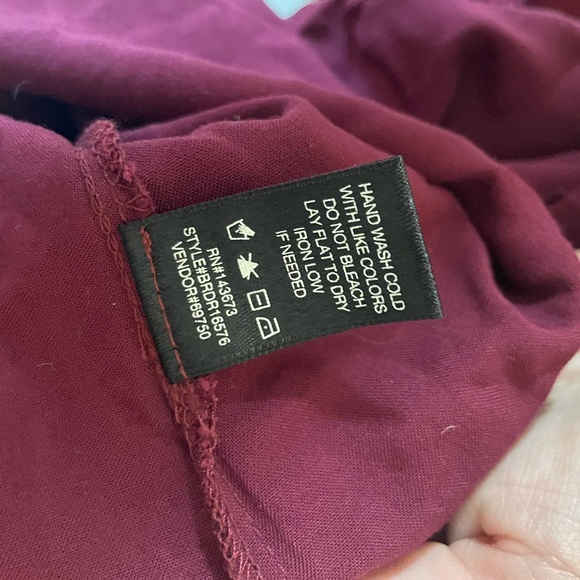 HAND WASH COLD
WITH LIKE COLORS
DO NOT BLEACH
LAY FLAT TO DRY
IRON LOW
IF NEEDED
RN#143673
STYLE#BRDR16576
VENDOR#69750